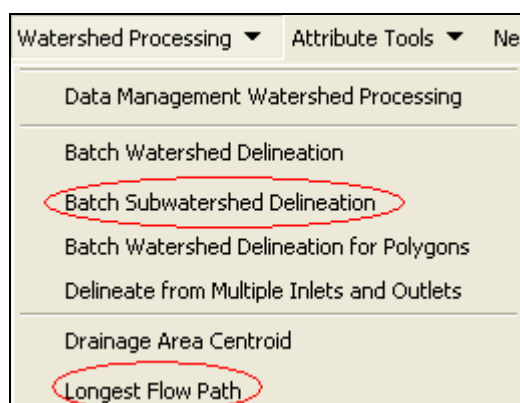 Watershed Processing ▼ Attribute Tools ▼ Ne
Data Management Watershed Processing
Batch Watershed Delineation
Batch Subwatershed Delineation
Batch Watershed Delineation for Polygons
Delineate from Multiple Inlets and Outlets
Drainage Area Centroid
Longest Flow Path